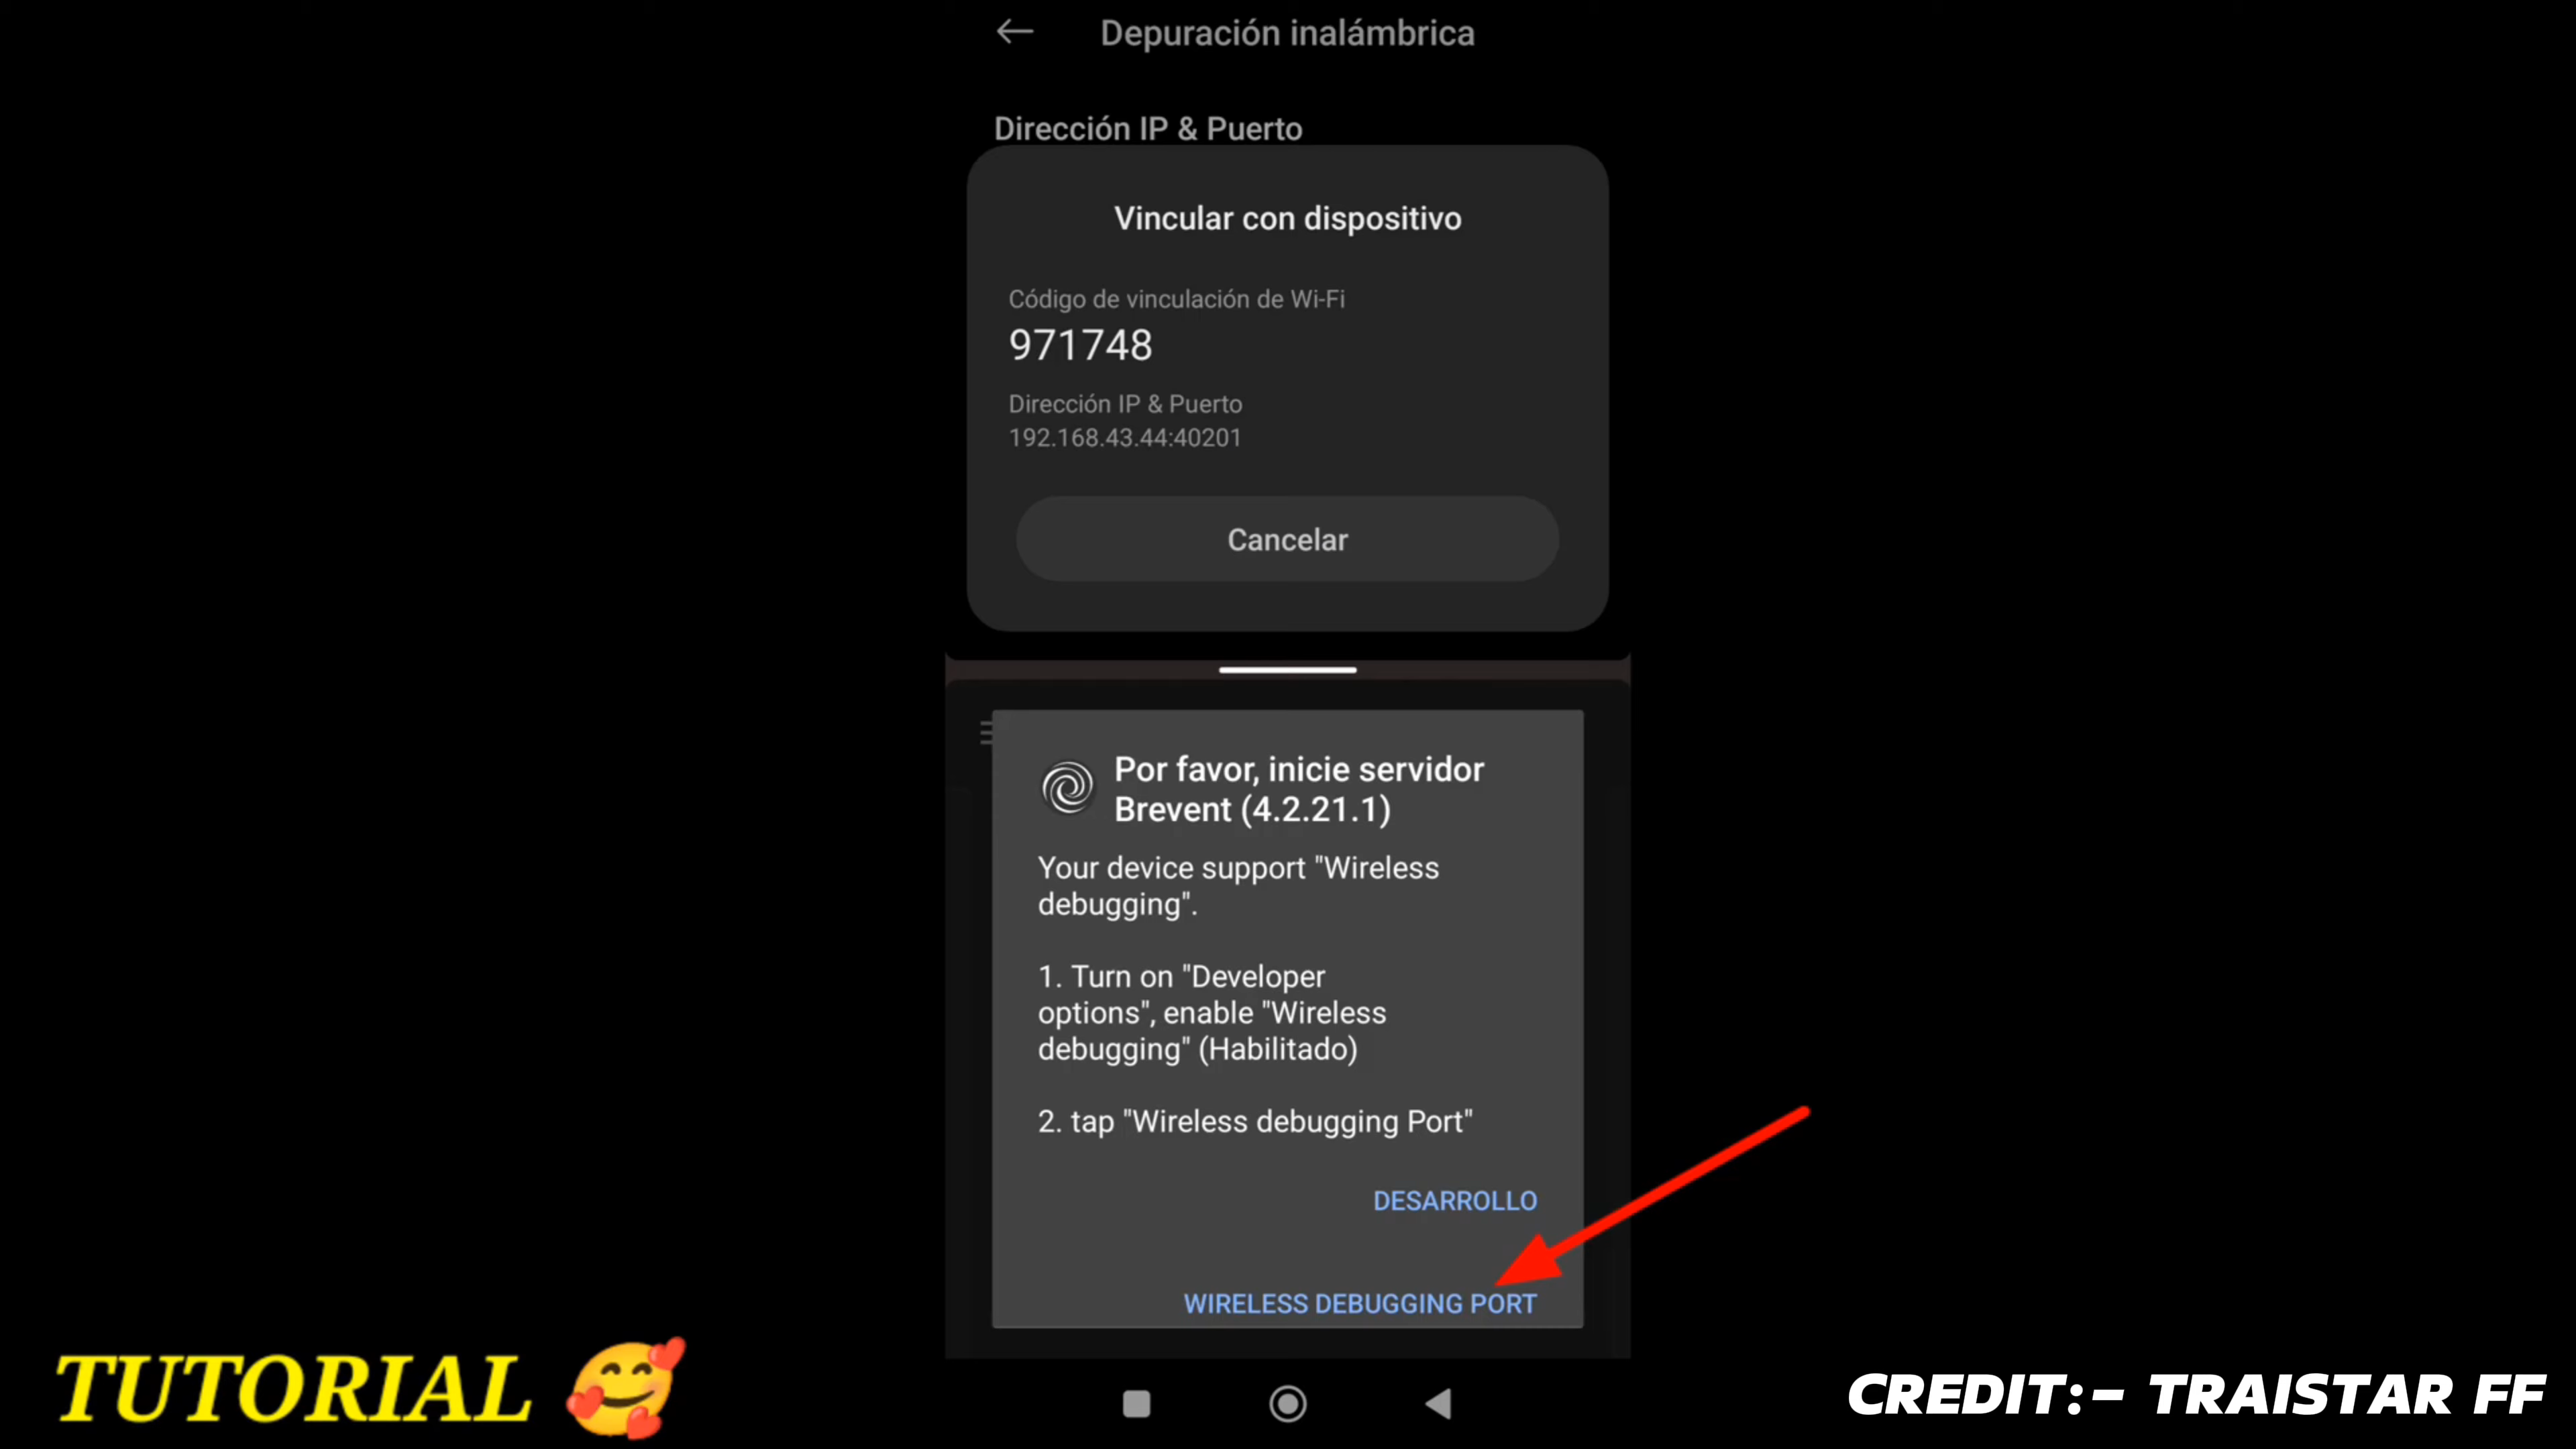 Depuración inalámbrica
Dirección IP & Puerto
Vincular con dispositivo
Código de vinculación de Wi-Fi
971748
Dirección IP & Puerto
192.168.43.44:40201
Cancelar
Por favor, inicie servidor
Brevent (4.2.21.1)
Your device support "Wireless
debugging".
1. Turn on "Developer
options", enable "Wireless
debugging" (Habilitado)
2. tap "Wireless debugging Port"
DESARROLLO
WIRELESS DEBUGGING PORT
TUTORIAL 🥰
CREDIT:- TRAISTAR FF